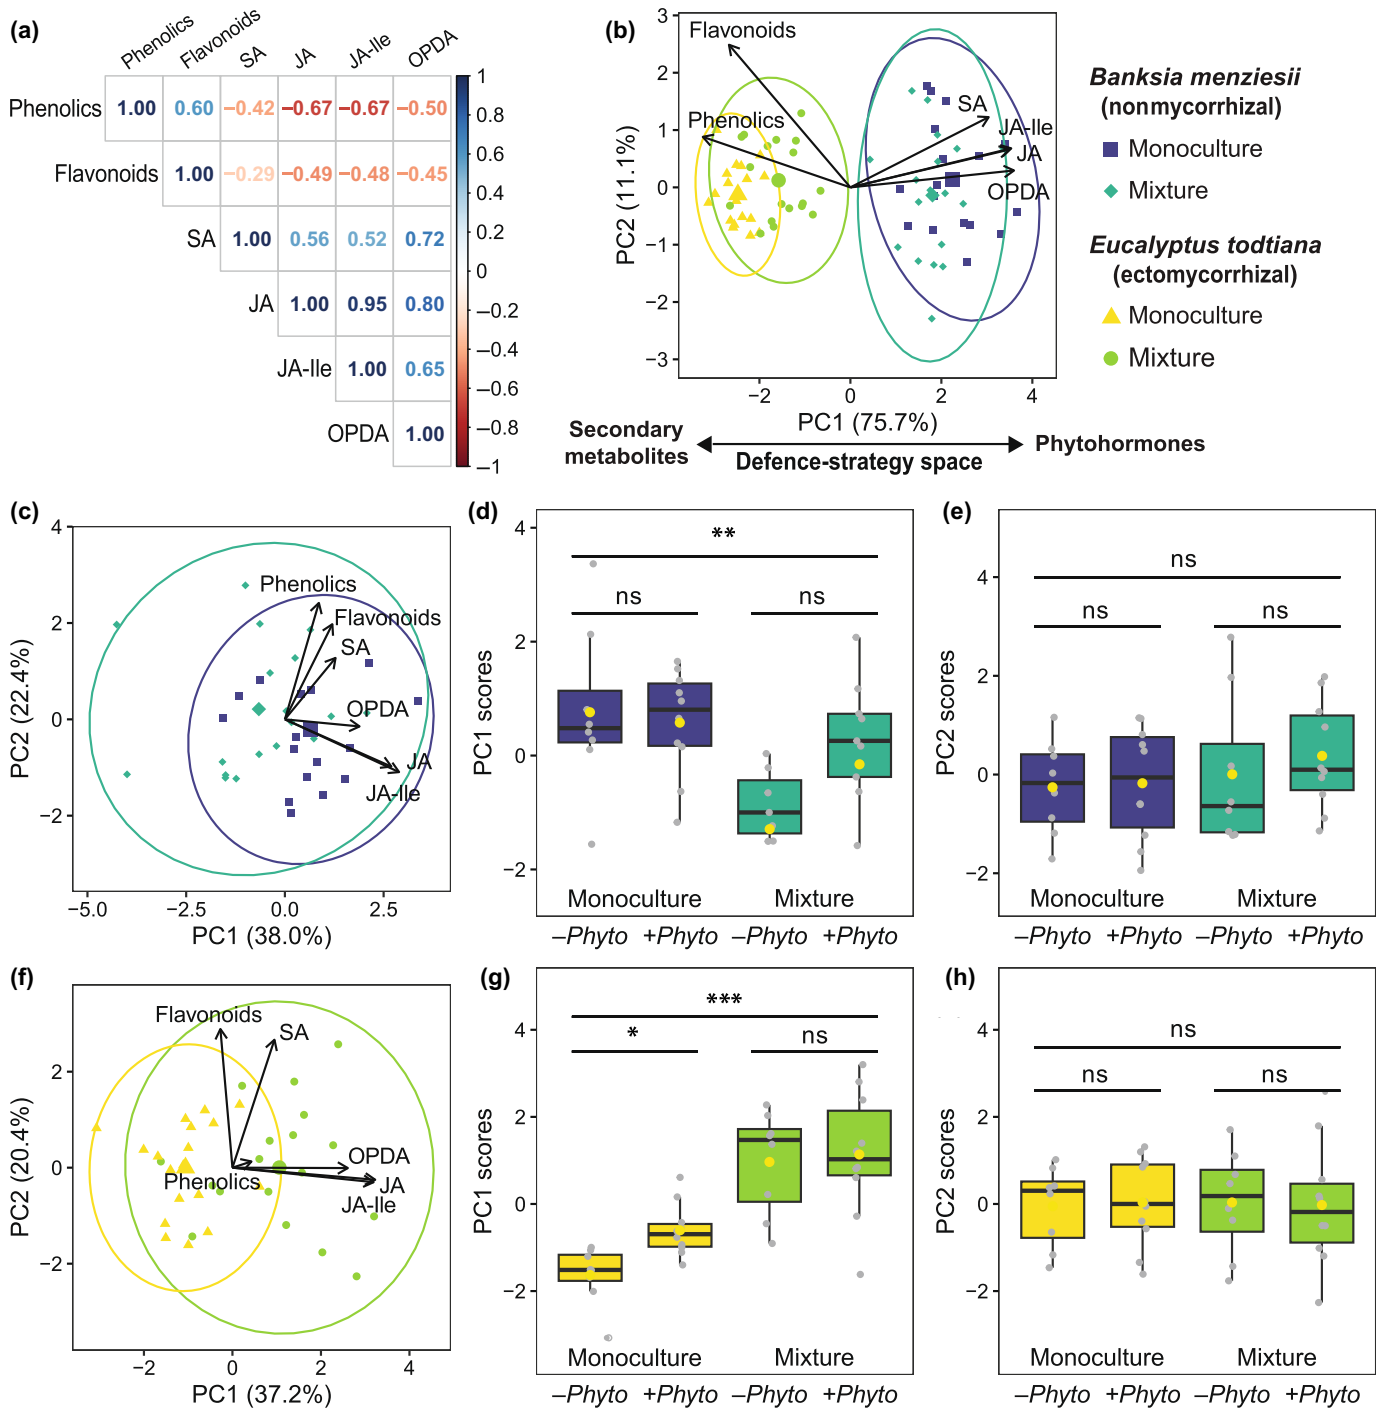 (a)
Phenolics Flavonoids SA JA JA-Ile OPDA
Phenolics 1.00 0.60 −0.42 −0.67 −0.67 −0.50
Flavonoids 1.00 −0.29 −0.49 −0.48 −0.45
SA 1.00 0.56 0.52 0.72
JA 1.00 0.95 0.80
JA-Ile 1.00 0.65
OPDA 1.00
1
0.8
0.6
0.4
0.2
0
−0.2
−0.4
−0.6
−0.8
−1
(b)
3
2
1
0
−1
−2
−3
PC2 (11.1%)
Flavonoids
Phenolics
SA
JA-Ile
JA
OPDA
−2 0 2 4
PC1 (75.7%)
Secondary
metabolites
Defence-strategy space
Phytohormones
Banksia menziesii
(nonmycorrhizal)
Monoculture
Mixture
Eucalyptus todtiana
(ectomycorrhizal)
Monoculture
Mixture
(c)
4
2
0
−2
PC2 (22.4%)
Phenolics
Flavonoids
SA
OPDA
JA
JA-Ile
−5.0 −2.5 0.0 2.5
PC1 (38.0%)
(d)
4
2
0
−2
PC1 scores
**
ns ns
Monoculture Mixture
−Phyto +Phyto −Phyto +Phyto
(e)
4
2
0
−2
PC2 scores
ns
ns ns
Monoculture Mixture
−Phyto +Phyto −Phyto +Phyto
(f)
4
2
0
−2
PC2 (20.4%)
Flavonoids
SA
OPDA
Phenolics
JA
JA-Ile
−2 0 2 4
PC1 (37.2%)
(g)
4
2
0
−2
PC1 scores
***
* ns
Monoculture Mixture
−Phyto +Phyto −Phyto +Phyto
(h)
4
2
0
−2
PC2 scores
ns
ns ns
Monoculture Mixture
−Phyto +Phyto −Phyto +Phyto